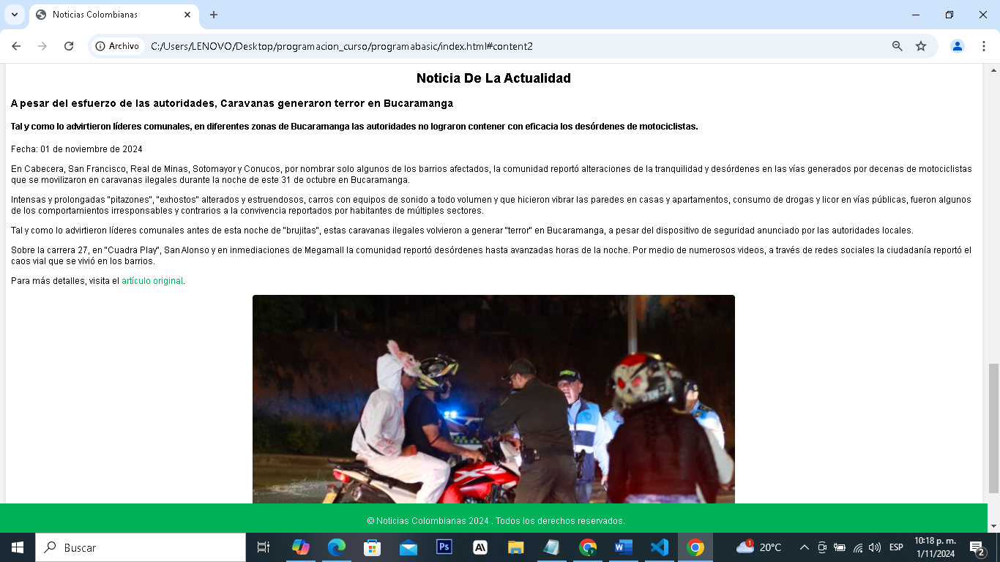 Noticias Colombianas
Archivo
C:/Users/LENOVO/Desktop/programacion_curso/programabasic/index.html#content2
Noticia De La Actualidad
A pesar del esfuerzo de las autoridades, Caravanas generaron terror en Bucaramanga
Tal y como lo advirtieron líderes comunales, en diferentes zonas de Bucaramanga las autoridades no lograron contener con eficacia los desórdenes de motociclistas.
Fecha: 01 de noviembre de 2024
En Cabecera, San Francisco, Real de Minas, Sotomayor y Conucos, por nombrar solo algunos de los barrios afectados, la comunidad reportó alteraciones de la tranquilidad y desórdenes en las vías generados por decenas de motociclistas
que se movilizaron en caravanas ilegales durante la noche de este 31 de octubre en Bucaramanga.
Intensas y prolongadas "pitazones", "exhostos" alterados y estruendosos, carros con equipos de sonido a todo volumen y que hicieron vibrar las paredes en casas y apartamentos, consumo de drogas y licor en vías públicas, fueron algunos
de los comportamientos irresponsables y contrarios a la convivencia reportados por habitantes de múltiples sectores.
Tal y como lo advirtieron líderes comunales antes de esta noche de "brujitas", estas caravanas ilegales volvieron a generar "terror" en Bucaramanga, a pesar del dispositivo de seguridad anunciado por las autoridades locales.
Sobre la carrera 27, en "Cuadra Play", San Alonso y en inmediaciones de Megamall la comunidad reportó desórdenes hasta avanzadas horas de la noche. Por medio de numerosos videos, a través de redes sociales la ciudadanía reportó el
caos vial que se vivió en los barrios.
Para más detalles, visita el artículo original.
© Noticias Colombianas 2024 . Todos los derechos reservados.
Buscar
Ps
1
20°C
ESP
10:18 p. m.
1/11/2024
2